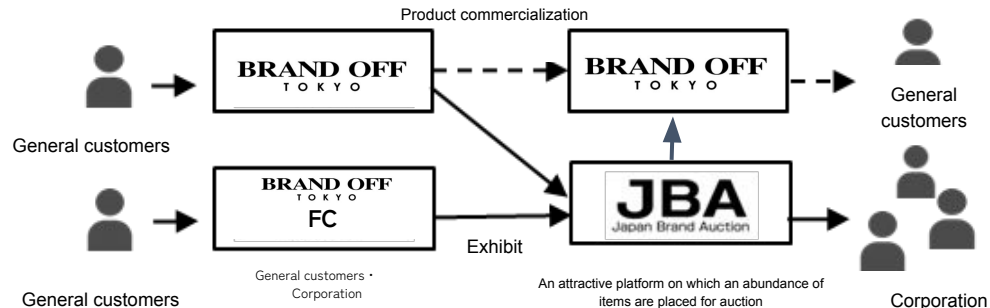 Product commercialization
BRAND OFF
TOKYO
BRAND OFF
TOKYO
General customers
General
customers
BRAND OFF
TOKYO
FC
JBA
Japan Brand Auction
Exhibit
General customers
General customers・
Corporation
An attractive platform on which an abundance of
items are placed for auction
Corporation